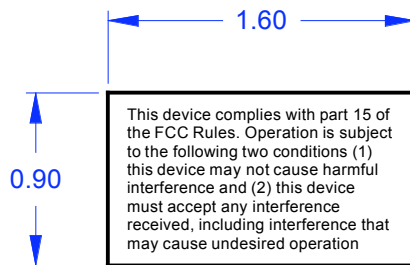 1.60
0.90
This device complies with part 15 of
the FCC Rules. Operation is subject
to the following two conditions (1)
this device may not cause harmful
interference and (2) this device
must accept any interference
received, including interference that
may cause undesired operation